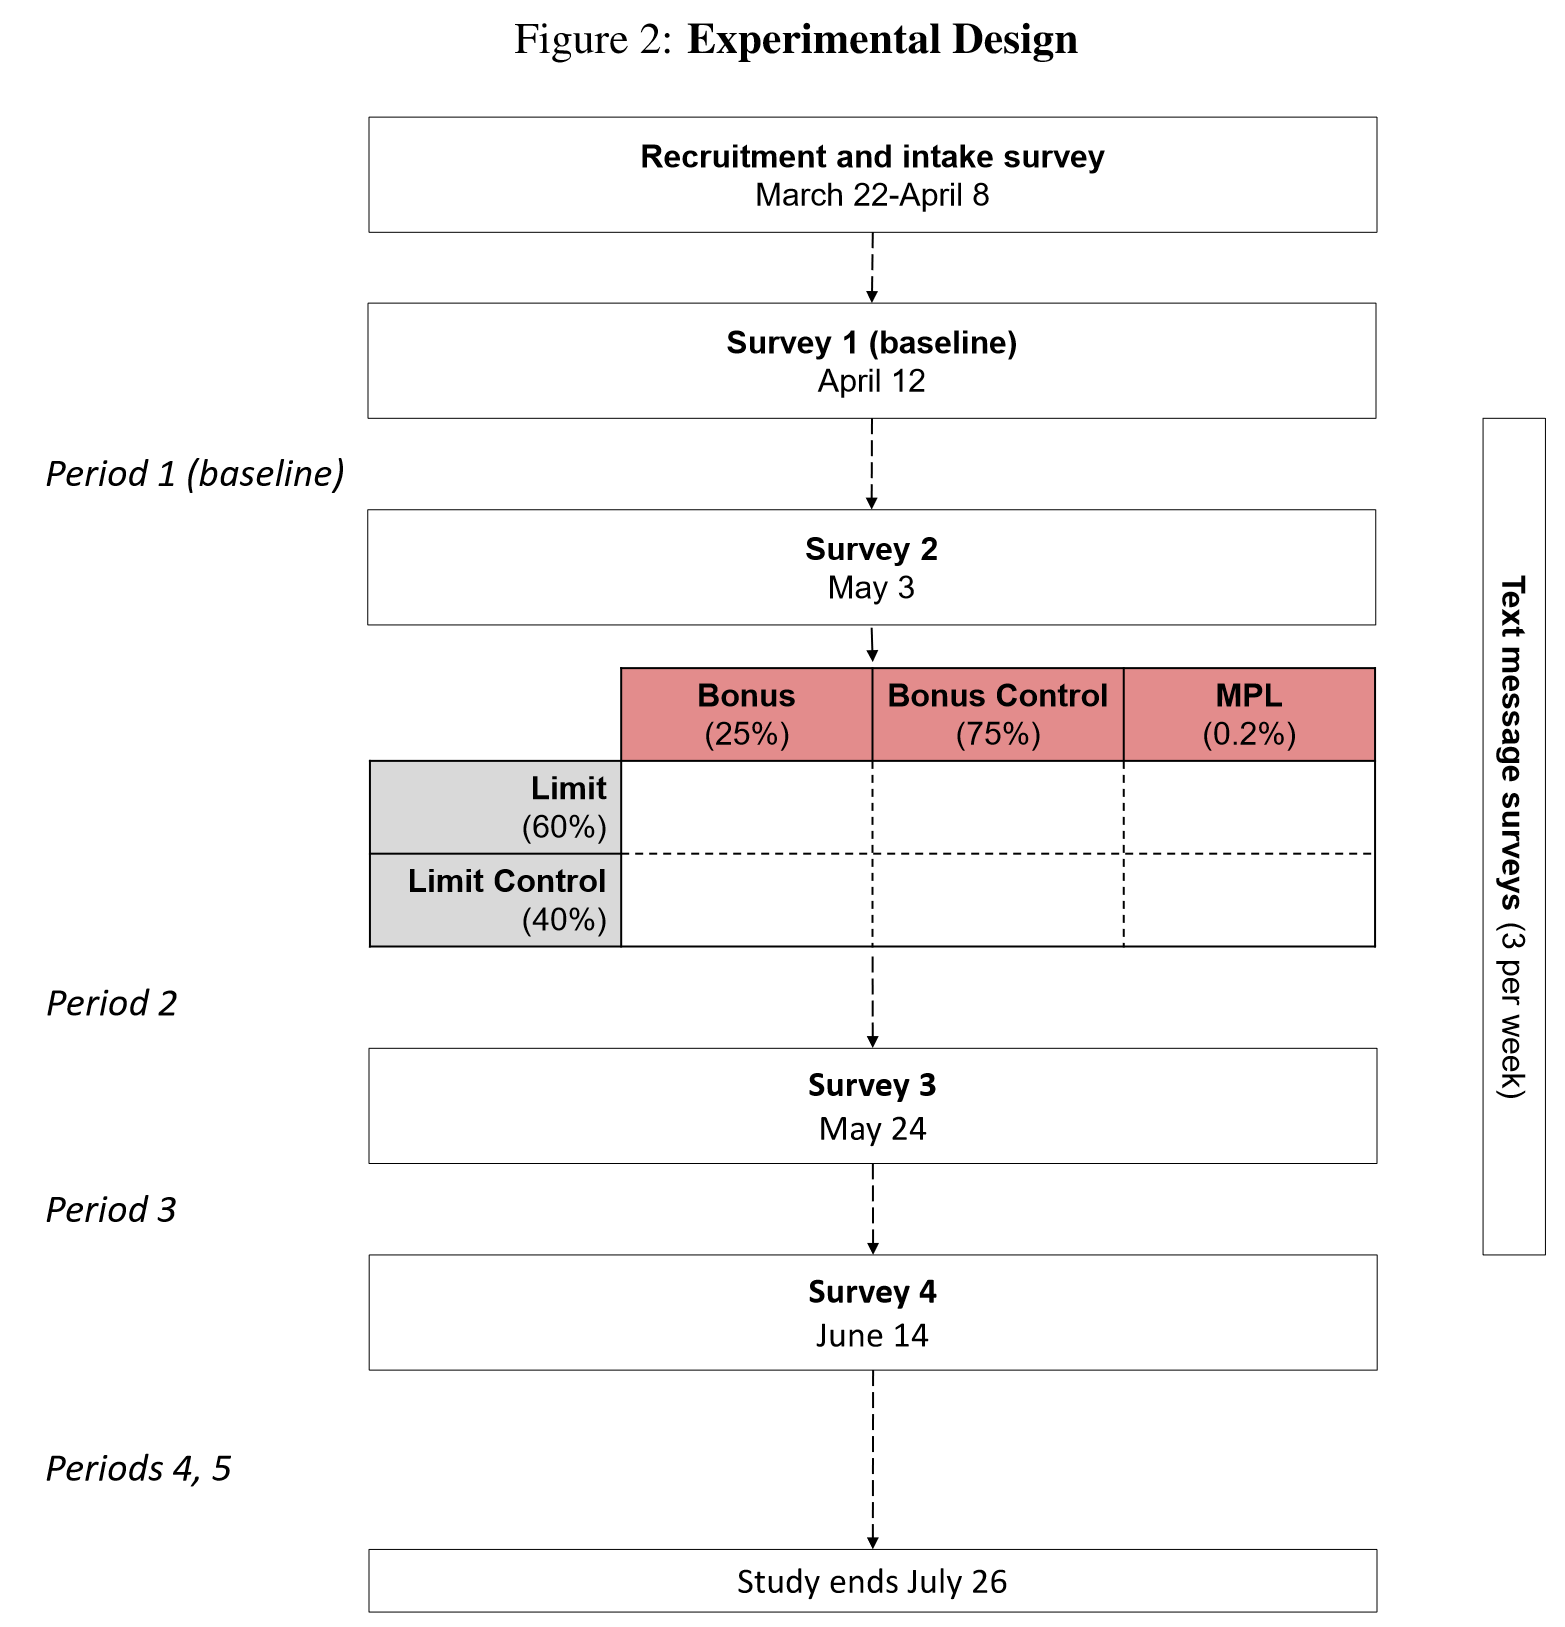 Figure 2: Experimental Design
Recruitment and intake survey
March 22-April 8
Survey 1 (baseline)
April 12
Period 1 (baseline)
Survey 2
May 3
Bonus
(25%)
Bonus Control
(75%)
MPL
(0.2%)
Limit
(60%)
Limit Control
(40%)
Period 2
Survey 3
May 24
Period 3
Survey 4
June 14
Periods 4, 5
Study ends July 26
Text message surveys (3 per week)